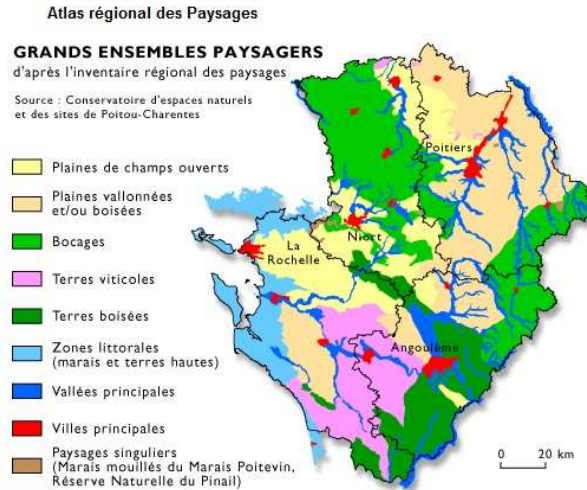 Atlas régional des Paysages
GRANDS ENSEMBLES PAYSAGERS
d'après l'inventaire régional des paysages
Source : Conservatoire d'espaces naturels
et des sites de Poitou-Charentes
Plaines de champs ouverts
Plaines vallonnées
et/ou boisées
Bocages
Terres viticoles
Terres boisées
Zones littorales
(marais et terres hautes)
Vallées principales
Villes principales
Paysages singuliers
(Marais mouillés du Marais Poitevin,
Réserve Naturelle du Pinail)
Poitiers
Niort
La
Rochelle
Angoulême
0 20 km